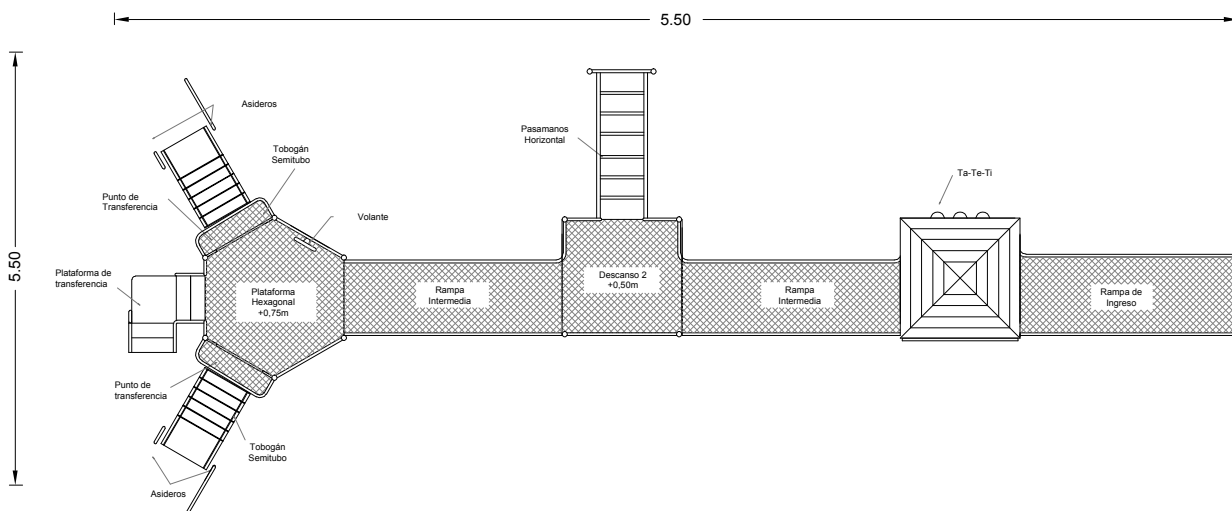 5.50
5.50
Asideros
Tobogán
Semitubo
Punto de
Transferencia
Volante
Pasamanos
Horizontal
Ta-Te-Ti
Plataforma de
transferencia
Plataforma
Hexagonal
+0,75m
Rampa
Intermedia
Descanso 2
+0,50m
Rampa
Intermedia
Rampa de
Ingreso
Punto de
transferencia
Tobogán
Semitubo
Asideros